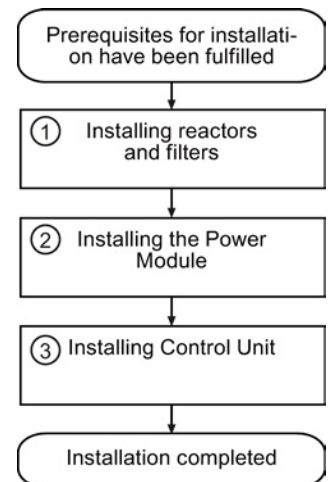 Prerequisites for installati-
on have been fulfilled
1 Installing reactors
and filters
2 Installing the Power
Module
3 Installing Control Unit
Installation completed